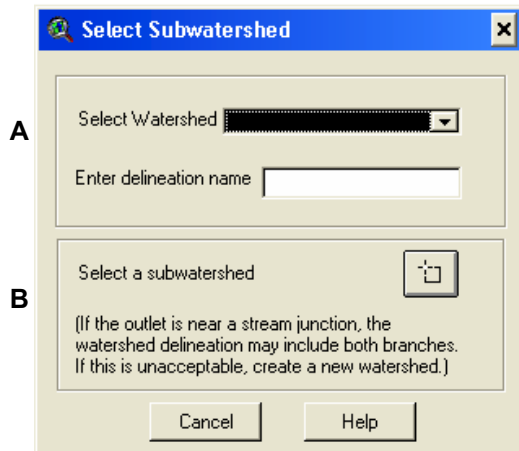 Select Subwatershed
A
Select Watershed
Enter delineation name
B
Select a subwatershed
(If the outlet is near a stream junction, the
watershed delineation may include both branches.
If this is unacceptable, create a new watershed.)
Cancel
Help